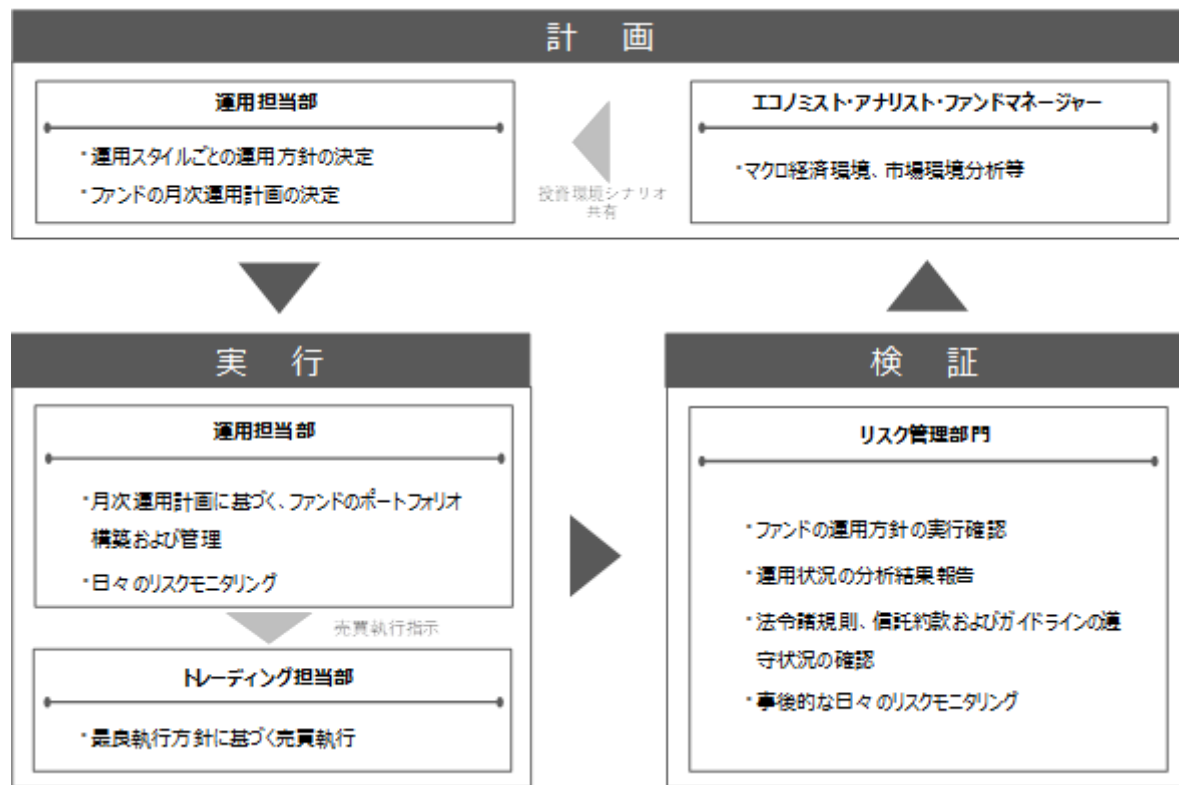 計 画
運用担当部
・運用スタイルごとの運用方針の決定
・ファンドの月次運用計画の決定
投資環境シナリオ
共有
エコノミスト・アナリスト・ファンドマネージャー
・マクロ経済環境、市場環境分析等
実 行
運用担当部
・月次運用計画に基づく、ファンドのポートフォリオ
構築および管理
・日々のリスクモニタリング
売買執行指示
トレーディング担当部
・最良執行方針に基づく売買執行
検 証
リスク管理部門
・ファンドの運用方針の実行確認
・運用状況の分析結果報告
・法令諸規則、信託約款およびガイドラインの遵
守状況の確認
・事後的な日々のリスクモニタリング